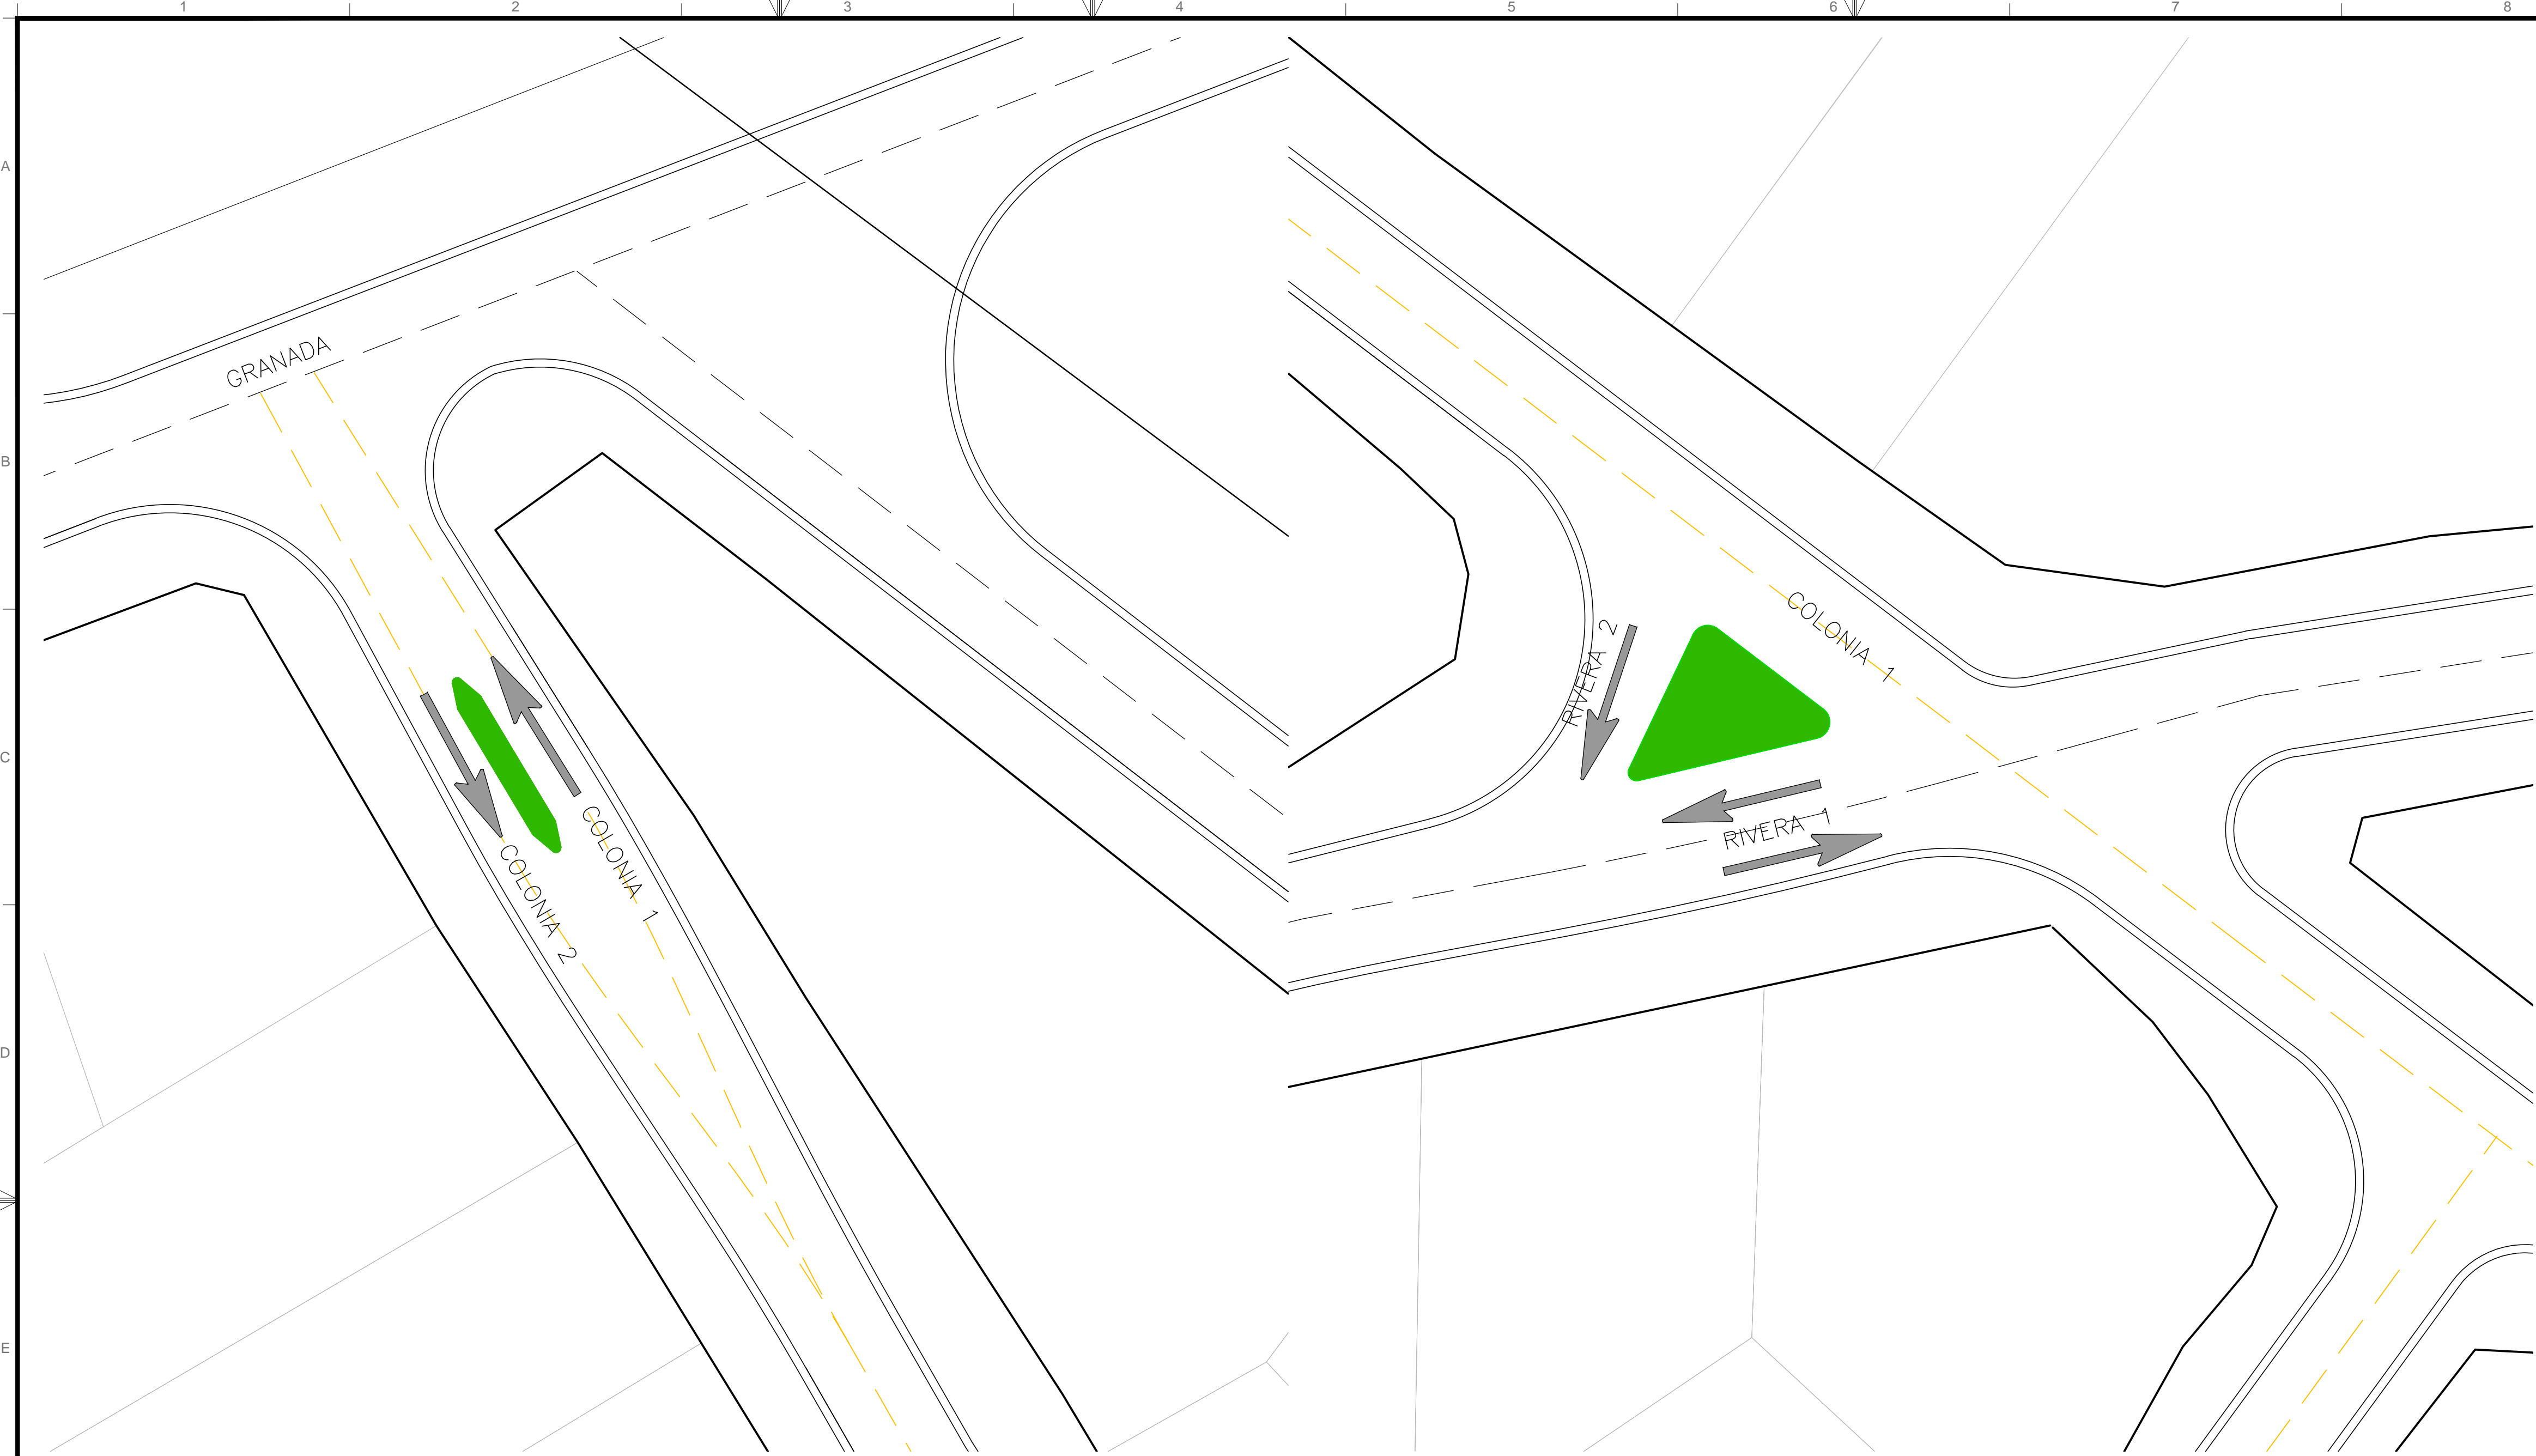 1 2 3 4 5 6 7 8
A
B
C
D
E
GRANADA
COLONIA 1
COLONIA 2
RIVERA 2
COLONIA 1
RIVERA 1